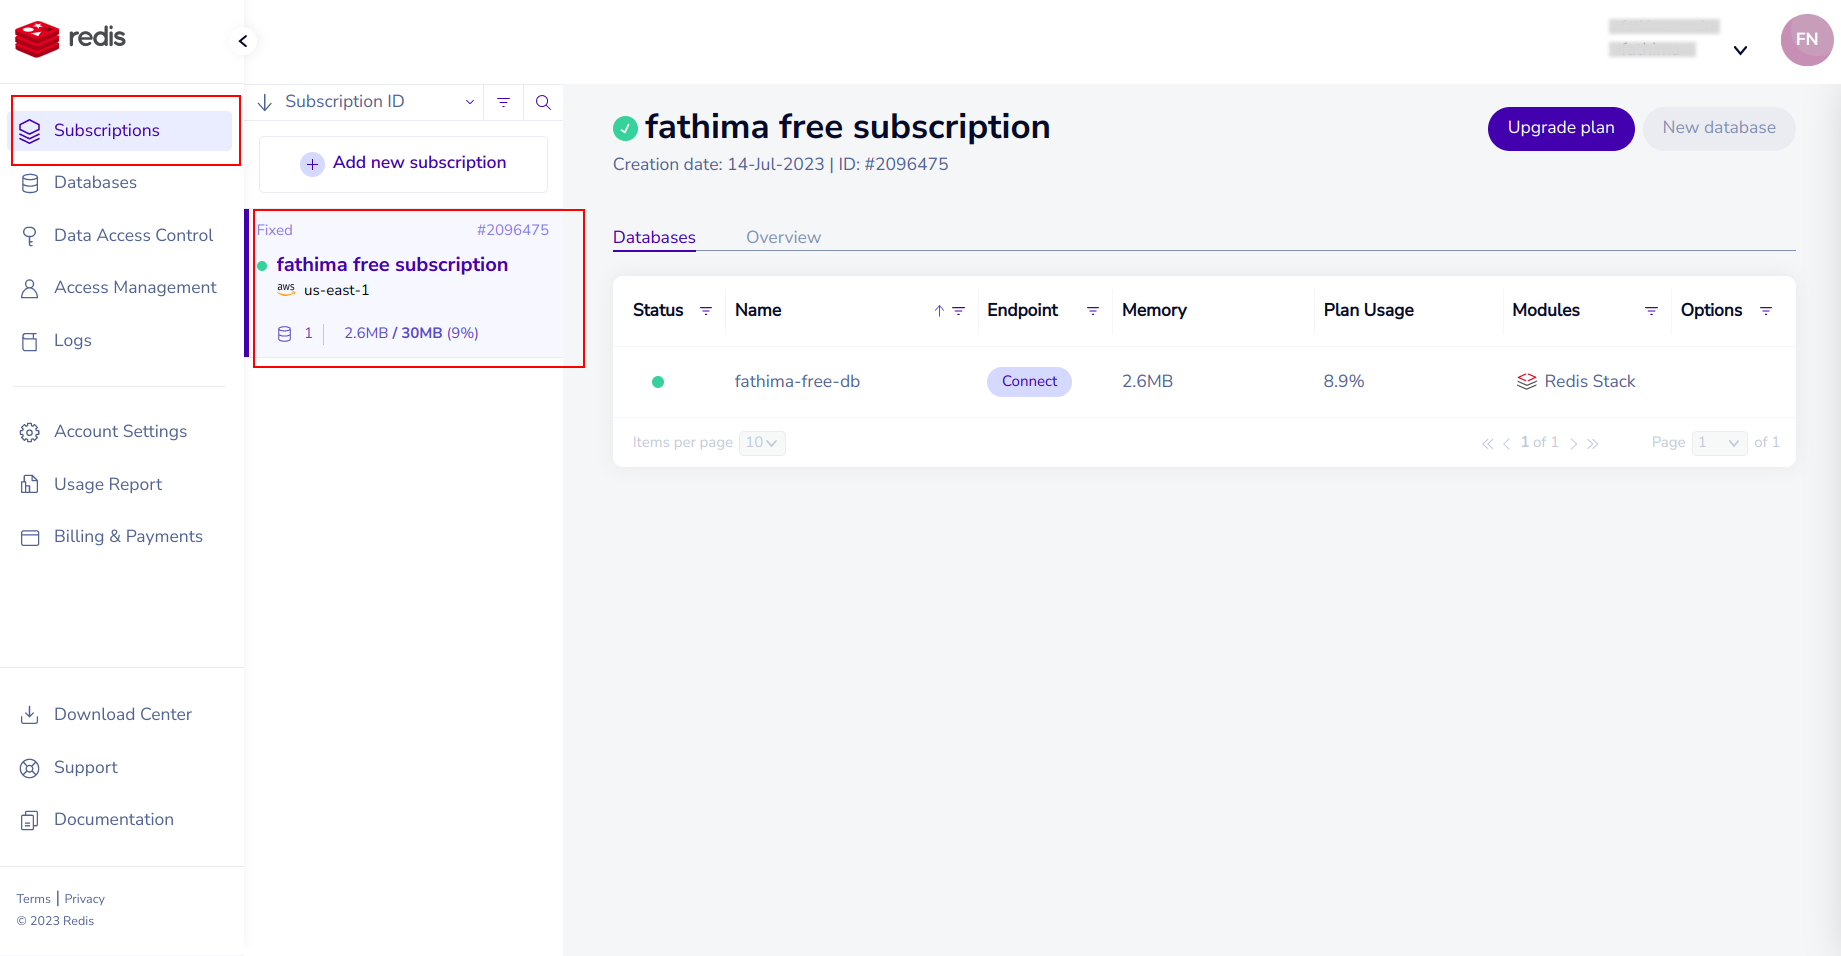 redis
FN
Subscriptions
Databases
Data Access Control
Access Management
Logs
Account Settings
Usage Report
Billing & Payments
Download Center
Support
Documentation
Terms | Privacy
© 2023 Redis
Subscription ID
+ Add new subscription
Fixed #2096475
fathima free subscription
aws us-east-1
1 | 2.6MB / 30MB (9%)
fathima free subscription
Creation date: 14-Jul-2023 | ID: #2096475
Upgrade plan New database
Databases Overview
Status Name Endpoint Memory Plan Usage Modules Options
fathima-free-db Connect 2.6MB 8.9% Redis Stack
Items per page 10 1 of 1 Page 1 of 1